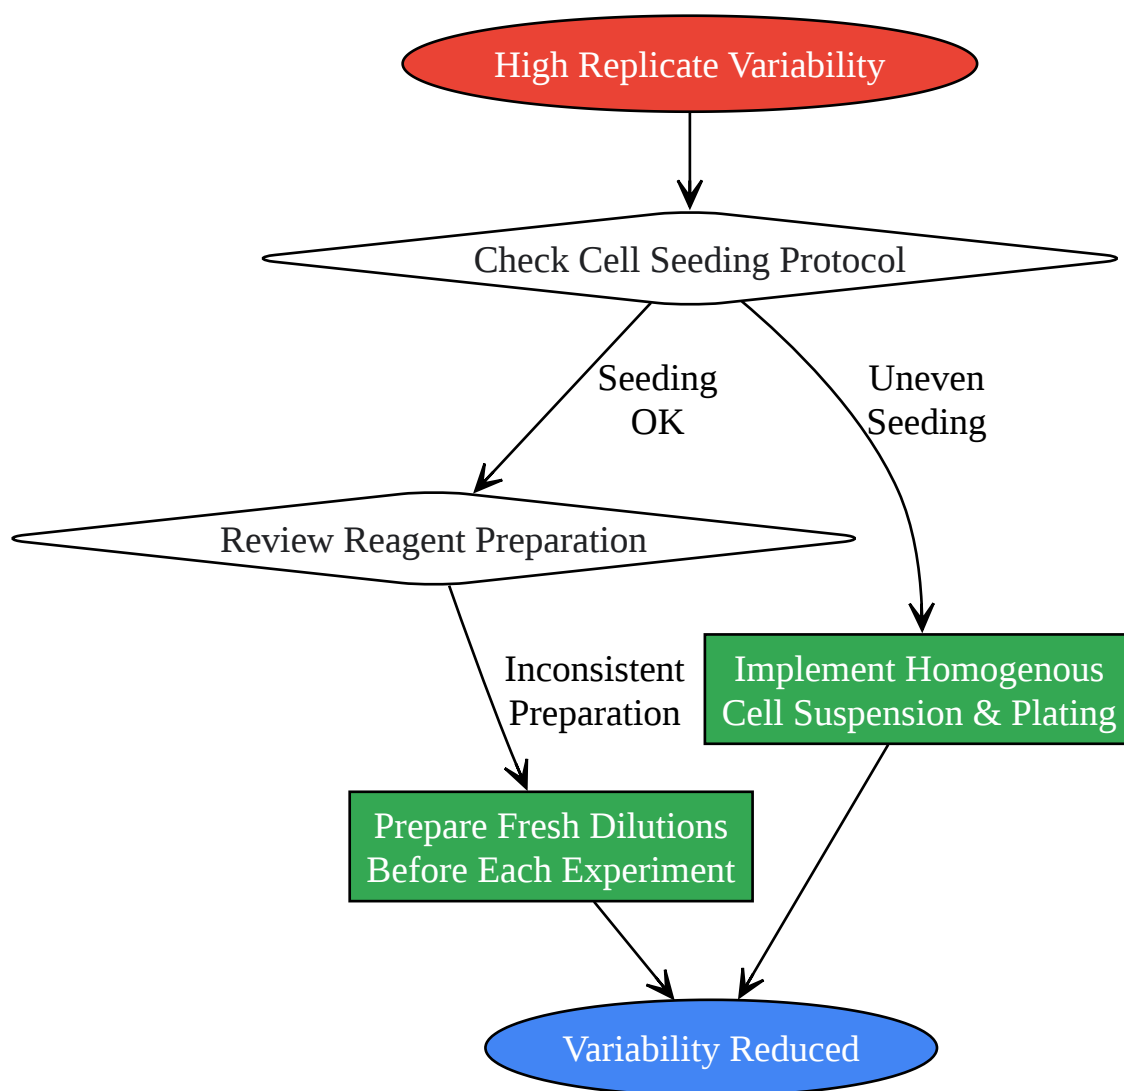 High Replicate Variability
Check Cell Seeding Protocol
Seeding
OK
Uneven
Seeding
Review Reagent Preparation
Inconsistent
Preparation
Implement Homogenous
Cell Suspension & Plating
Prepare Fresh Dilutions
Before Each Experiment
Variability Reduced